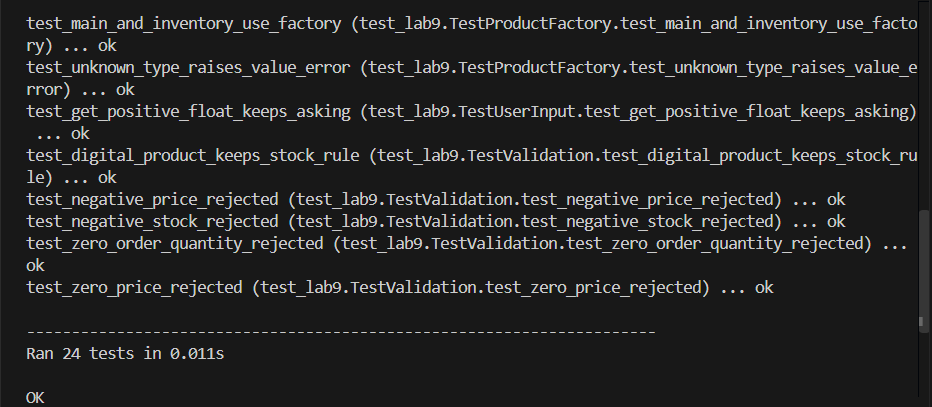 test_main_and_inventory_use_factory (test_lab9.TestProductFactory.test_main_and_inventory_use_facto
ry) ... ok
test_unknown_type_raises_value_error (test_lab9.TestProductFactory.test_unknown_type_raises_value_e
rror) ... ok
test_get_positive_float_keeps_asking (test_lab9.TestUserInput.test_get_positive_float_keeps_asking)
 ... ok
test_digital_product_keeps_stock_rule (test_lab9.TestValidation.test_digital_product_keeps_stock_ru
le) ... ok
test_negative_price_rejected (test_lab9.TestValidation.test_negative_price_rejected) ... ok
test_negative_stock_rejected (test_lab9.TestValidation.test_negative_stock_rejected) ... ok
test_zero_order_quantity_rejected (test_lab9.TestValidation.test_zero_order_quantity_rejected) ...
ok
test_zero_price_rejected (test_lab9.TestValidation.test_zero_price_rejected) ... ok
----------------------------------------------------------------------
Ran 24 tests in 0.011s
OK